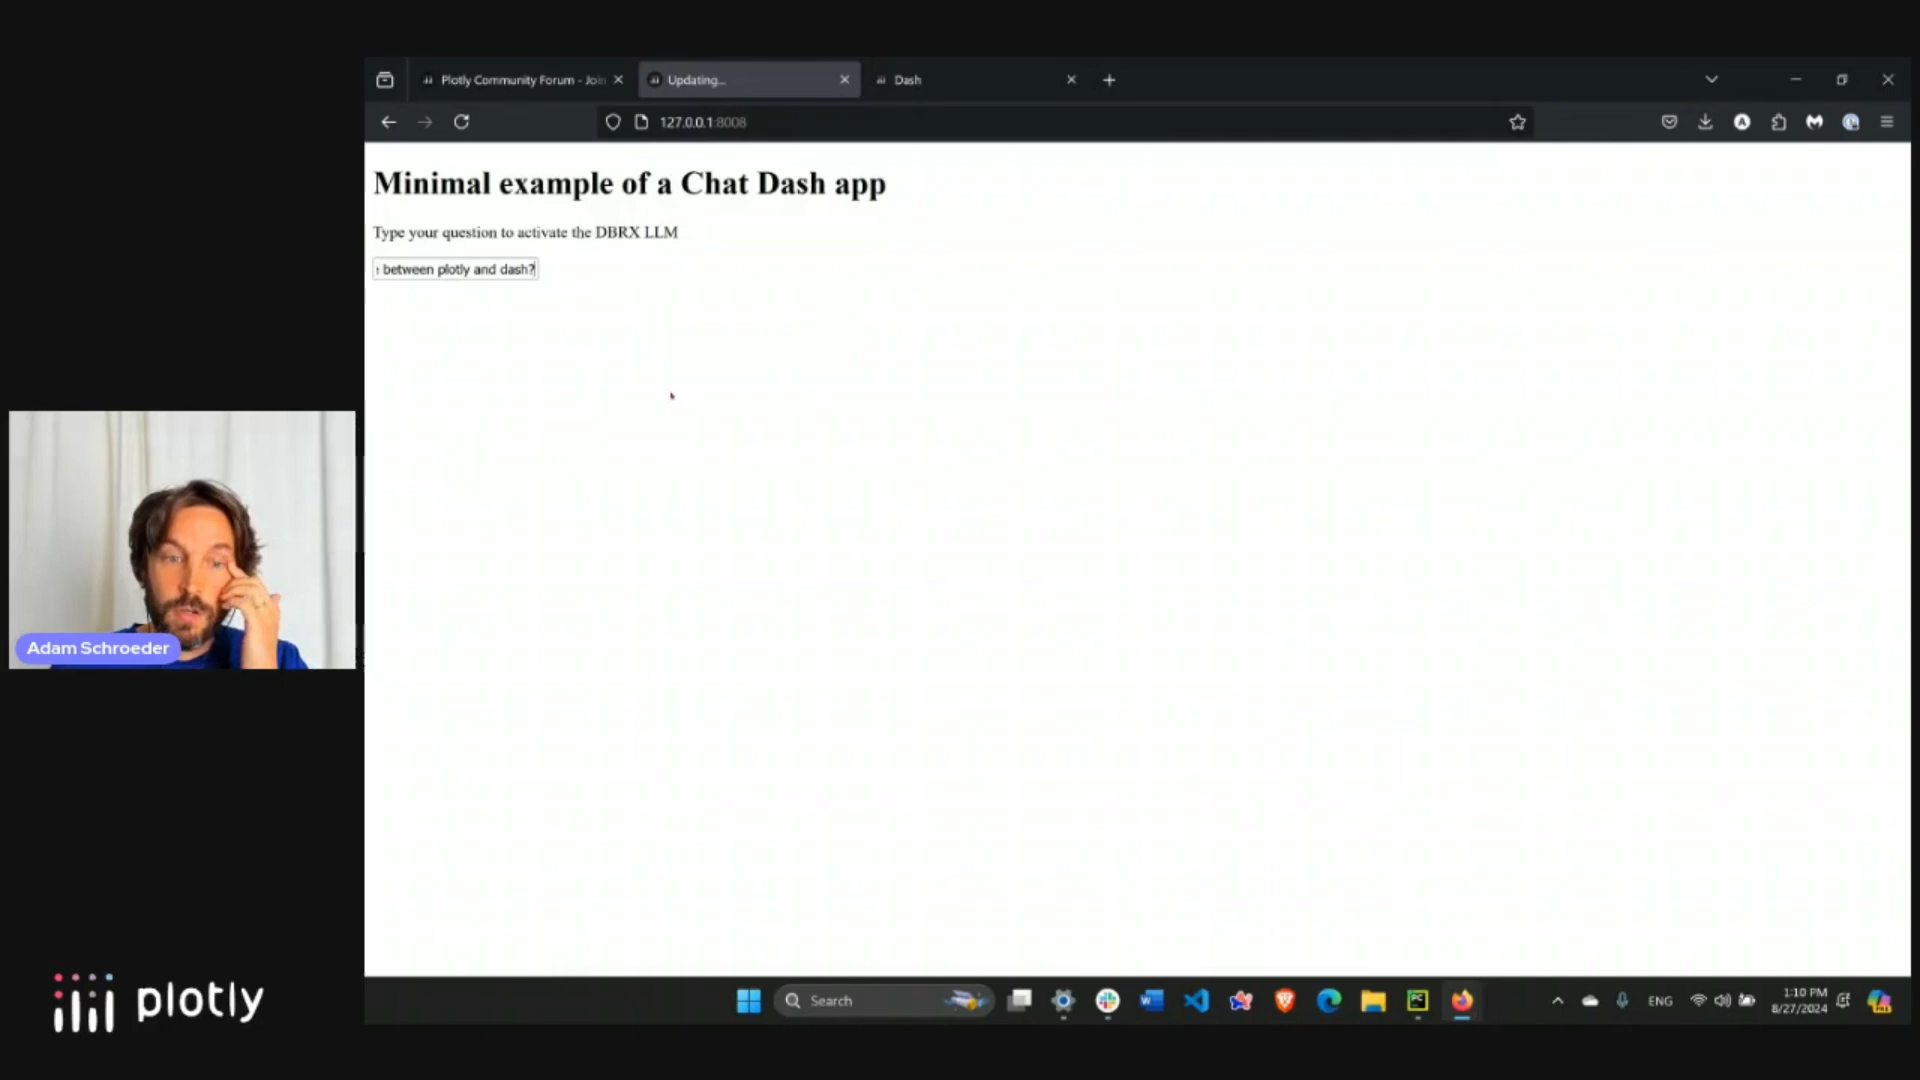 Plotly Community Forum - Join
Updating...
Dash
127.0.0.1:8008
Minimal example of a Chat Dash app
Type your question to activate the DBRX LLM
between plotly and dash?
Adam Schroeder
plotly
Search
ENG
1:10 PM
8/27/2024